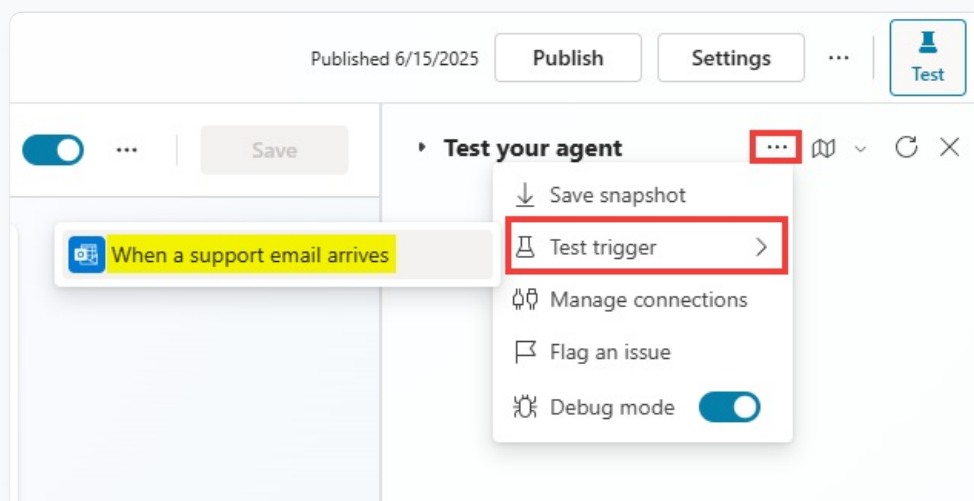 Published 6/15/2025
Publish
Settings
...
Test
...
Save
Test your agent
...
Save snapshot
When a support email arrives
Test trigger
Manage connections
Flag an issue
Debug mode